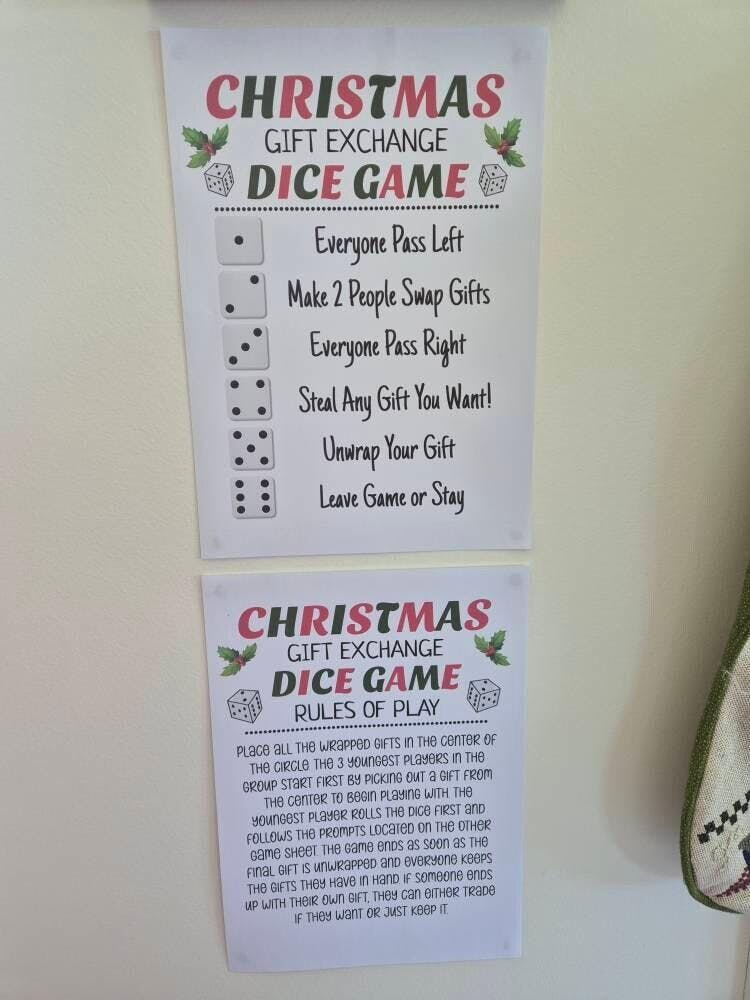 CHRISTMAS
GIFT EXCHANGE
DICE GAME
Everyone Pass Left
Make 2 People Swap Gifts
Everyone Pass Right
Steal Any Gift You Want!
Unwrap Your Gift
Leave Game or Stay
CHRISTMAS
GIFT EXCHANGE
DICE GAME
RULES OF PLAY
PLACE ALL THE WRAPPED GIFTS IN THE CENTER OF
THE CIRCLE THE 3 YOUNGEST PLAYERS IN THE
GROUP START FIRST BY PICKING OUT A GIFT FROM
THE CENTER TO BEGIN PLAYING WITH. THE
YOUNGEST PLAYER ROLLS THE DICE FIRST AND
FOLLOWS THE PROMPTS LOCATED ON THE OTHER
GAME SHEET. THE GAME ENDS AS SOON AS THE
FINAL GIFT IS UNWRAPPED AND EVERYONE KEEPS
THE GIFTS THEY HAVE IN HAND. IF SOMEONE ENDS
UP WITH THEIR OWN GIFT, THEY CAN EITHER TRADE
IF THEY WANT OR JUST KEEP IT.